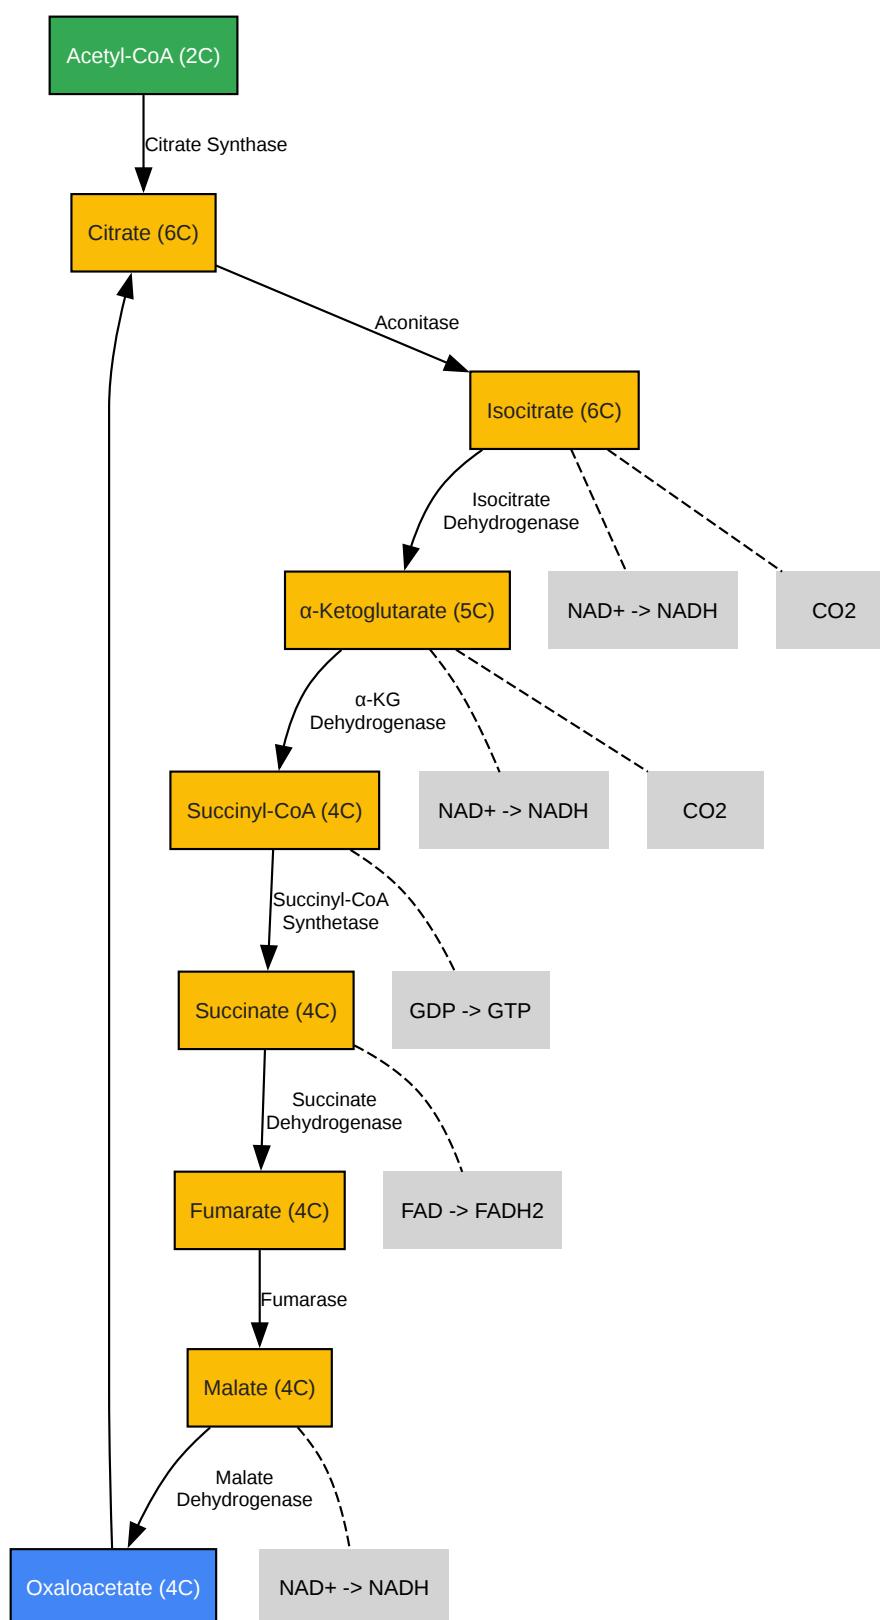 Acetyl-CoA (2C)
Citrate Synthase
Citrate (6C)
Aconitase
Isocitrate (6C)
Isocitrate
Dehydrogenase
α-Ketoglutarate (5C)
NAD+ -> NADH
CO2
α-KG
Dehydrogenase
Succinyl-CoA (4C)
NAD+ -> NADH
CO2
Succinyl-CoA
Synthetase
Succinate (4C)
GDP -> GTP
Succinate
Dehydrogenase
Fumarate (4C)
FAD -> FADH2
Fumarase
Malate (4C)
Malate
Dehydrogenase
Oxaloacetate (4C)
NAD+ -> NADH